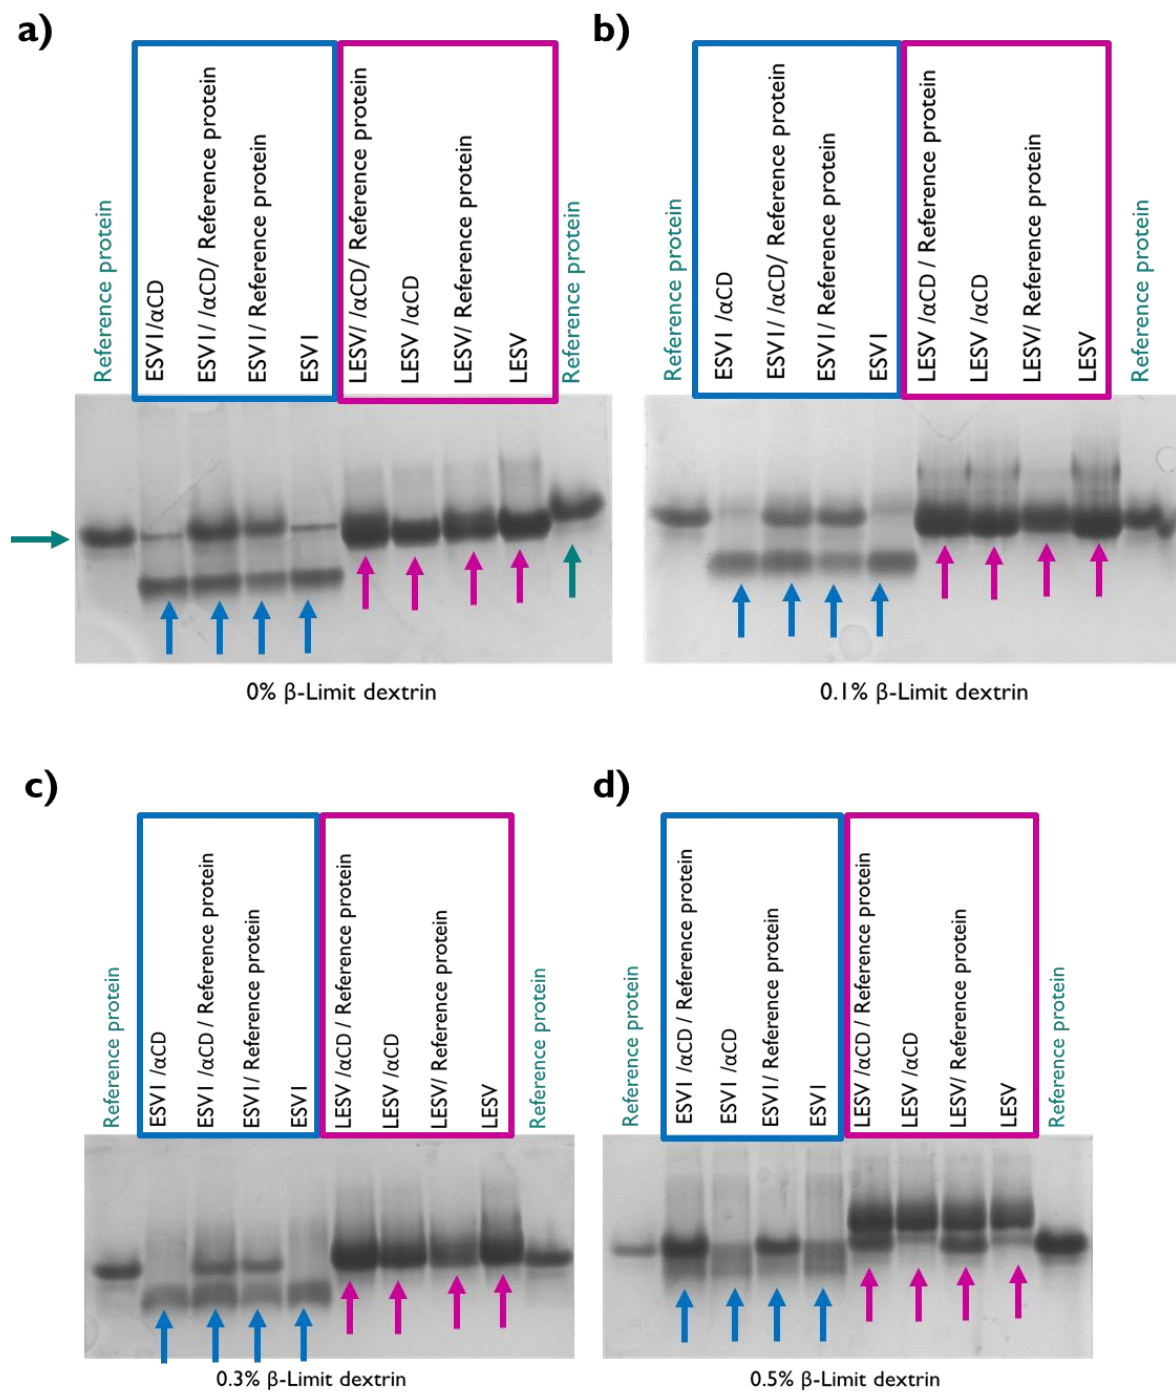 a)
Reference protein
ESV1 /αCD
ESV1/ /αCD/ Reference protein
ESV1/ Reference protein
ESV1
LESV/ /αCD/ Reference protein
LESV /αCD
LESV/ Reference protein
LESV
Reference protein
0% β-Limit dextrin
b)
Reference protein
ESV1 /αCD
ESV1/ /αCD/ Reference protein
ESV1/ Reference protein
ESV1
LESV /αCD / Reference protein
LESV /αCD
LESV/ Reference protein
LESV
Reference protein
0.1% β-Limit dextrin
c)
Reference protein
ESV1 /αCD
ESV1 /αCD / Reference protein
ESV1/ Reference protein
ESV1
LESV /αCD / Reference protein
LESV /αCD
LESV/ Reference protein
LESV
Reference protein
0.3% β-Limit dextrin
d)
Reference protein
ESV1 /αCD / Reference protein
ESV1 /αCD
ESV1/ Reference protein
ESV1
LESV /αCD / Reference protein
LESV /αCD
LESV/ Reference protein
LESV
Reference protein
0.5% β-Limit dextrin